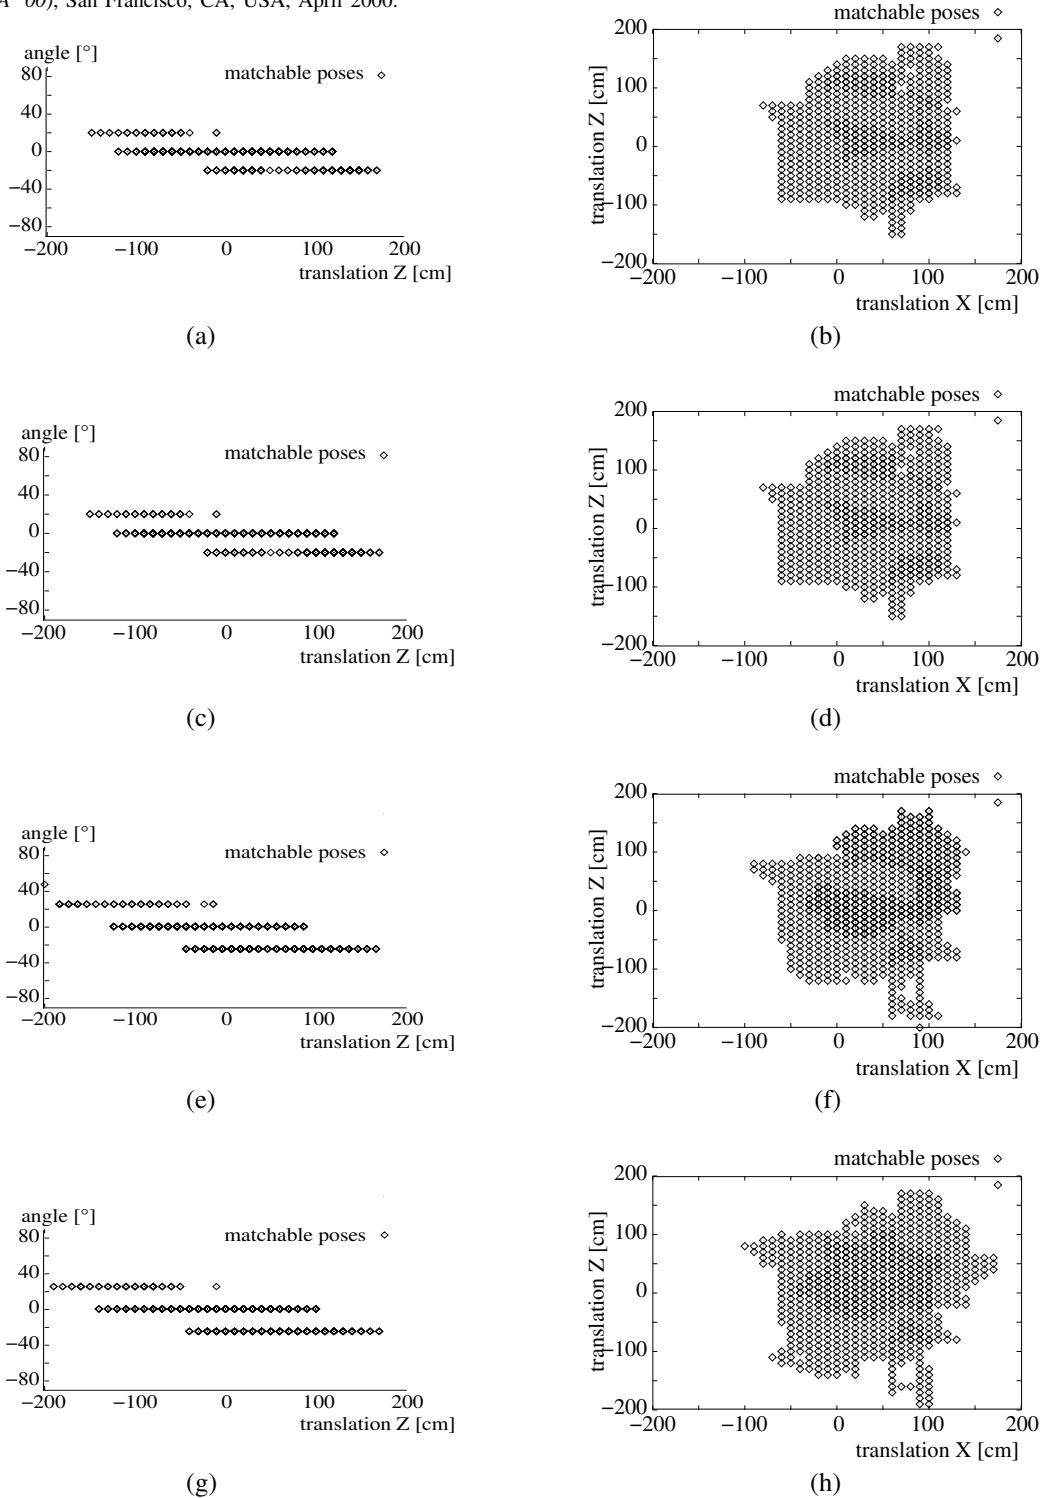 San Francisco, CA, USA, April 2000.
angle [°]
matchable poses
80
40
0
−40
−80
−200 −100 0 100 200
translation Z [cm]
(a)
matchable poses
200
100
0
−100
−200
translation Z [cm]
−200 −100 0 100 200
translation X [cm]
(b)
angle [°]
matchable poses
80
40
0
−40
−80
−200 −100 0 100 200
translation Z [cm]
(c)
matchable poses
200
100
0
−100
−200
translation Z [cm]
−200 −100 0 100 200
translation X [cm]
(d)
angle [°]
matchable poses
80
40
0
−40
−80
−200 −100 0 100 200
translation Z [cm]
(e)
matchable poses
200
100
0
−100
−200
translation Z [cm]
−200 −100 0 100 200
translation X [cm]
(f)
angle [°]
matchable poses
80
40
0
−40
−80
−200 −100 0 100 200
translation Z [cm]
(g)
matchable poses
200
100
0
−100
−200
translation Z [cm]
−200 −100 0 100 200
translation X [cm]
(h)